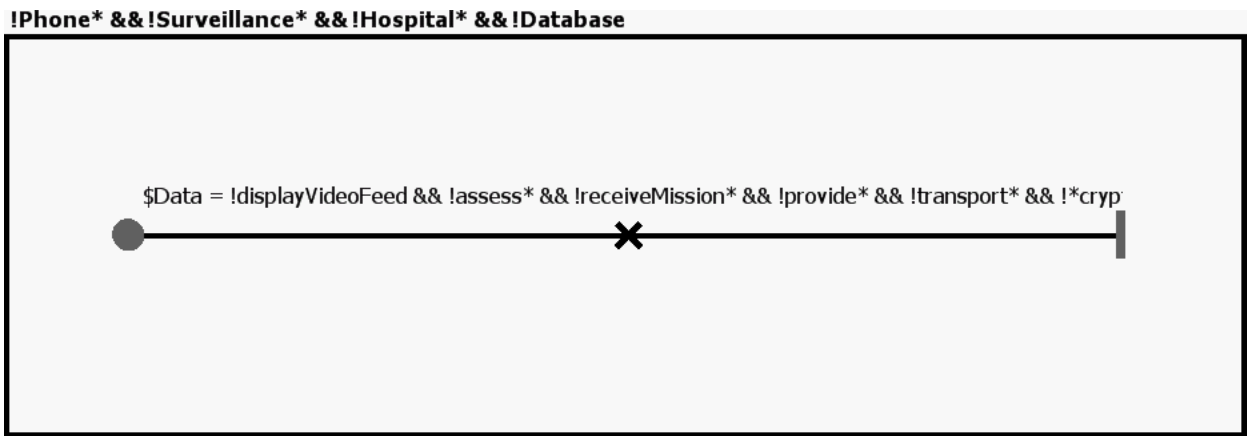 !Phone* && !Surveillance* && !Hospital* && !Database
$Data = !displayVideoFeed && !assess* && !receiveMission* && !provide* && !transport* && !*cryp